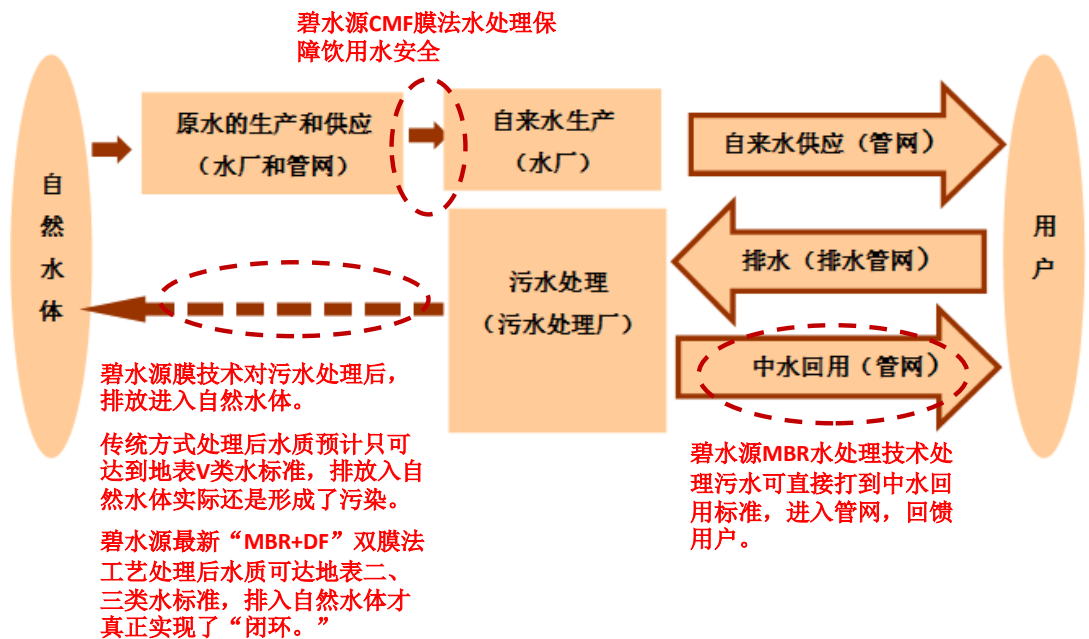 碧水源CMF膜法水处理保
障饮用水安全
原水的生产和供应
（水厂和管网）
自来水生产
（水厂）
自来水供应（管网）
自
然
水
体
用
户
排水（排水管网）
污水处理
（污水处理厂）
中水回用（管网）
碧水源膜技术对污水处理后，
排放进入自然水体。
传统方式处理后水质预计只可
达到地表V类水标准，排放入自
然水体实际还是形成了污染。
碧水源最新“MBR+DF”双膜法
工艺处理后水质可达地表二、
三类水标准，排入自然水体才
真正实现了“闭环。”
碧水源MBR水处理技术处
理污水可直接打到中水回
用标准，进入管网，回馈
用户。